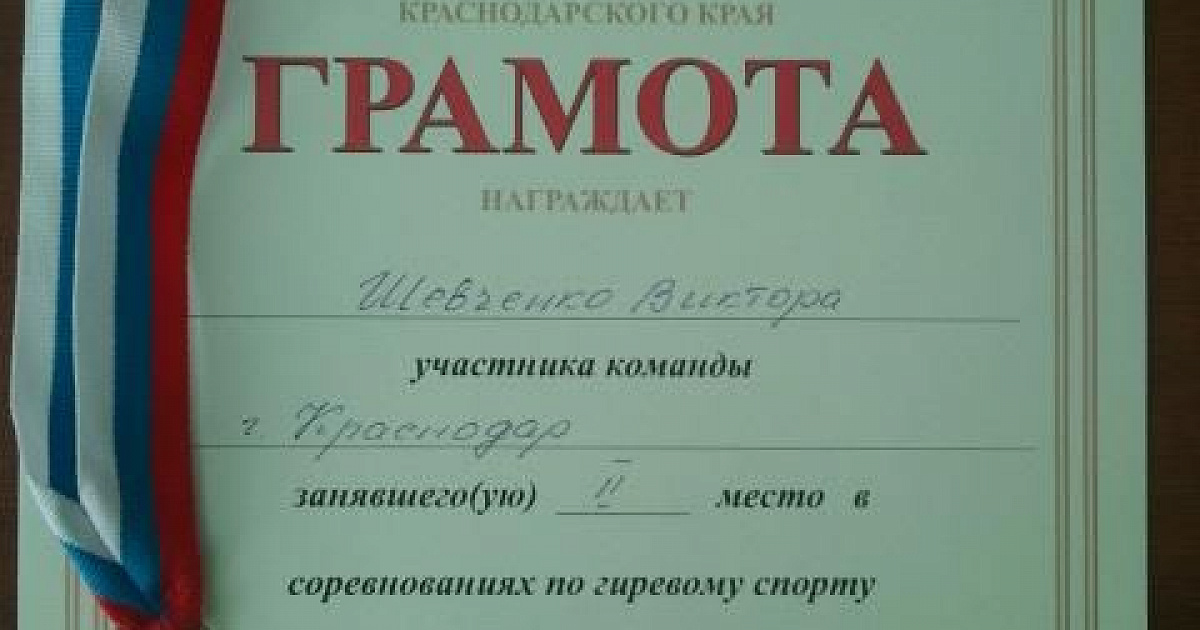 КРАСНОДАРСКОГО КРАЯ
ГРАМОТА
НАГРАЖДАЕТ
Шевченко Виктора
участника команды
г. Краснодар
занявшего(ую) II место в
соревнованиях по гиревому спорту